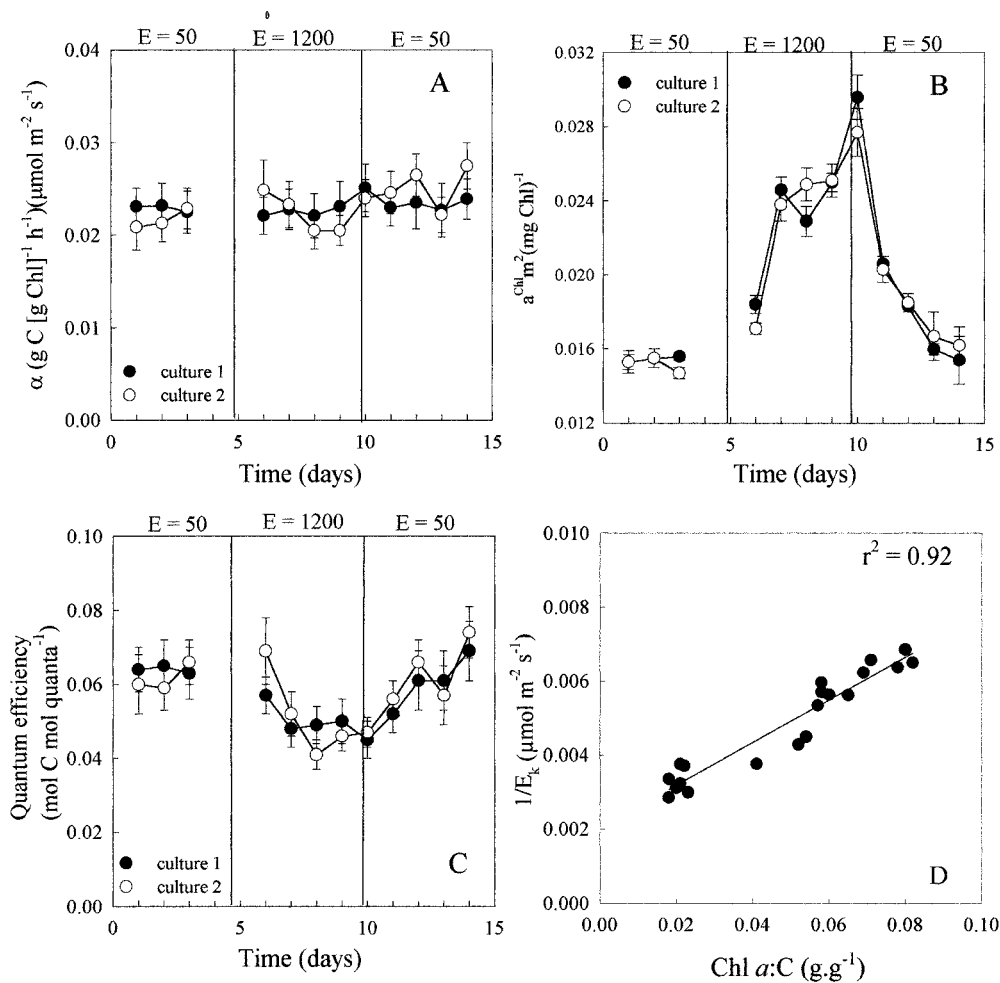 E = 50 E = 1200 E = 50
A
0.04
0.03
0.02
0.01
0.00
α (g C [g Chl]⁻¹ h⁻¹)(μmol m⁻² s⁻¹)
culture 1
culture 2
0 5 10 15
Time (days)
E = 50 E = 1200 E = 50
B
culture 1
culture 2
0.032
0.028
0.024
0.020
0.016
0.012
a^Chl m²(mg Chl)⁻¹
0 5 10 15
Time (days)
E = 50 E = 1200 E = 50
0.10
0.08
0.06
0.04
0.02
0.00
Quantum efficiency
(mol C mol quanta⁻¹)
culture 1
culture 2
C
0 5 10 15
Time (days)
r² = 0.92
0.010
0.008
0.006
0.004
0.002
0.000
1/Eₖ (μmol m⁻² s⁻¹)
D
0.00 0.02 0.04 0.06 0.08 0.10
Chl a:C (g.g⁻¹)